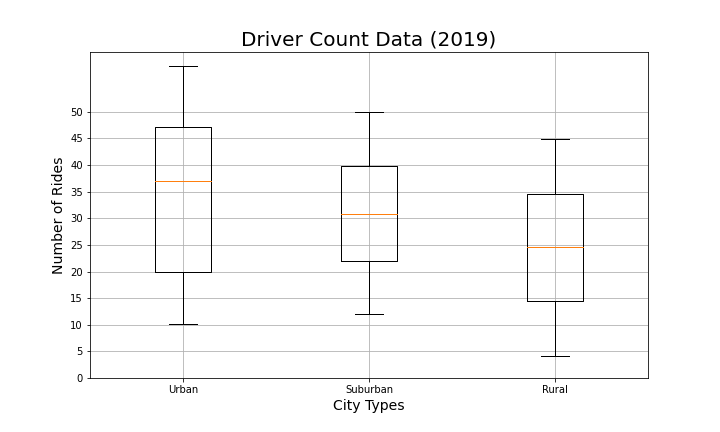 Driver Count Data (2019)
Number of Rides
50
45
40
35
30
25
20
15
10
5
0
Urban
Suburban
Rural
City Types